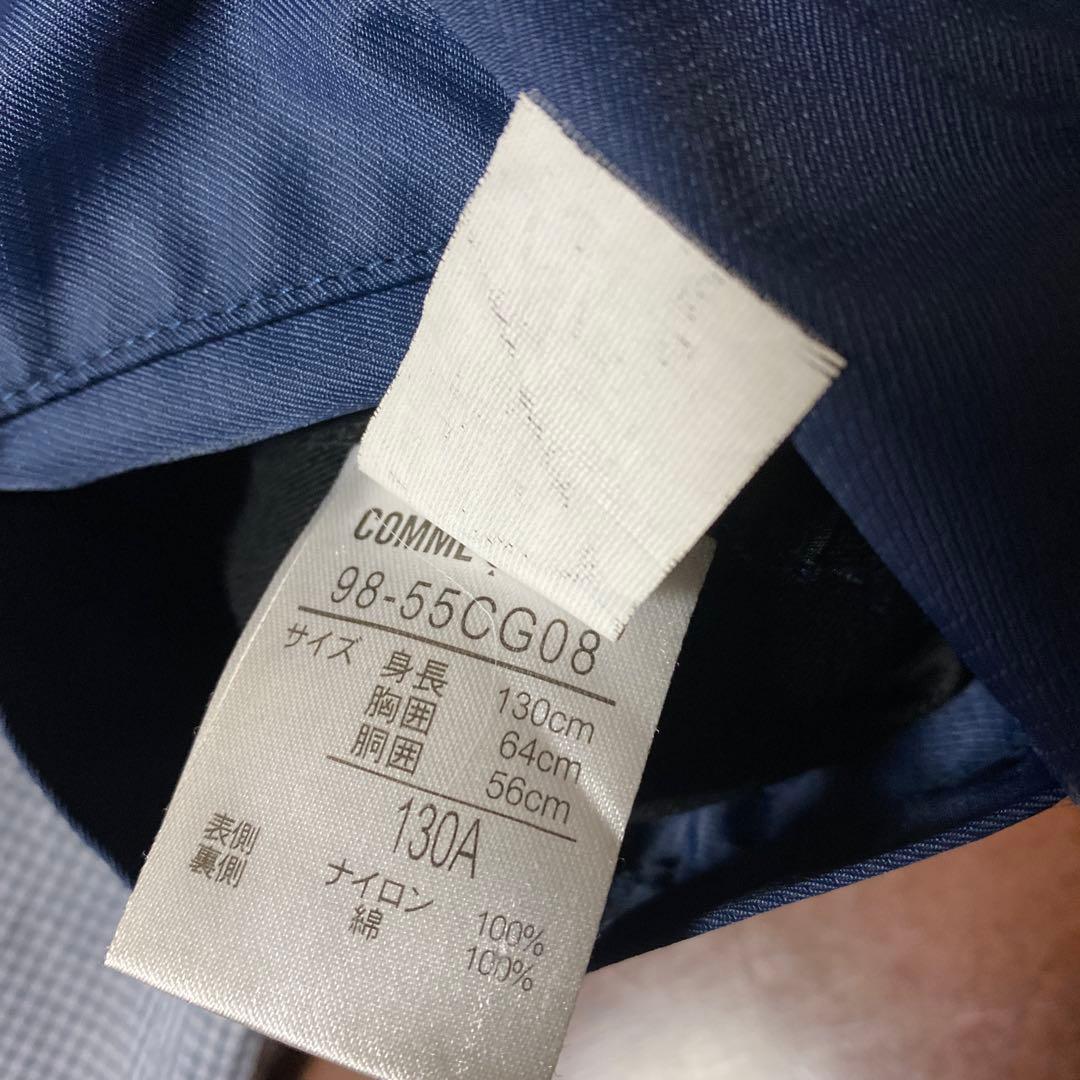 COMME
98-55CG08
サイズ 身長 130cm
胸囲 64cm
胴囲 56cm
130A
表側 ナイロン 100%
裏側 綿 100%